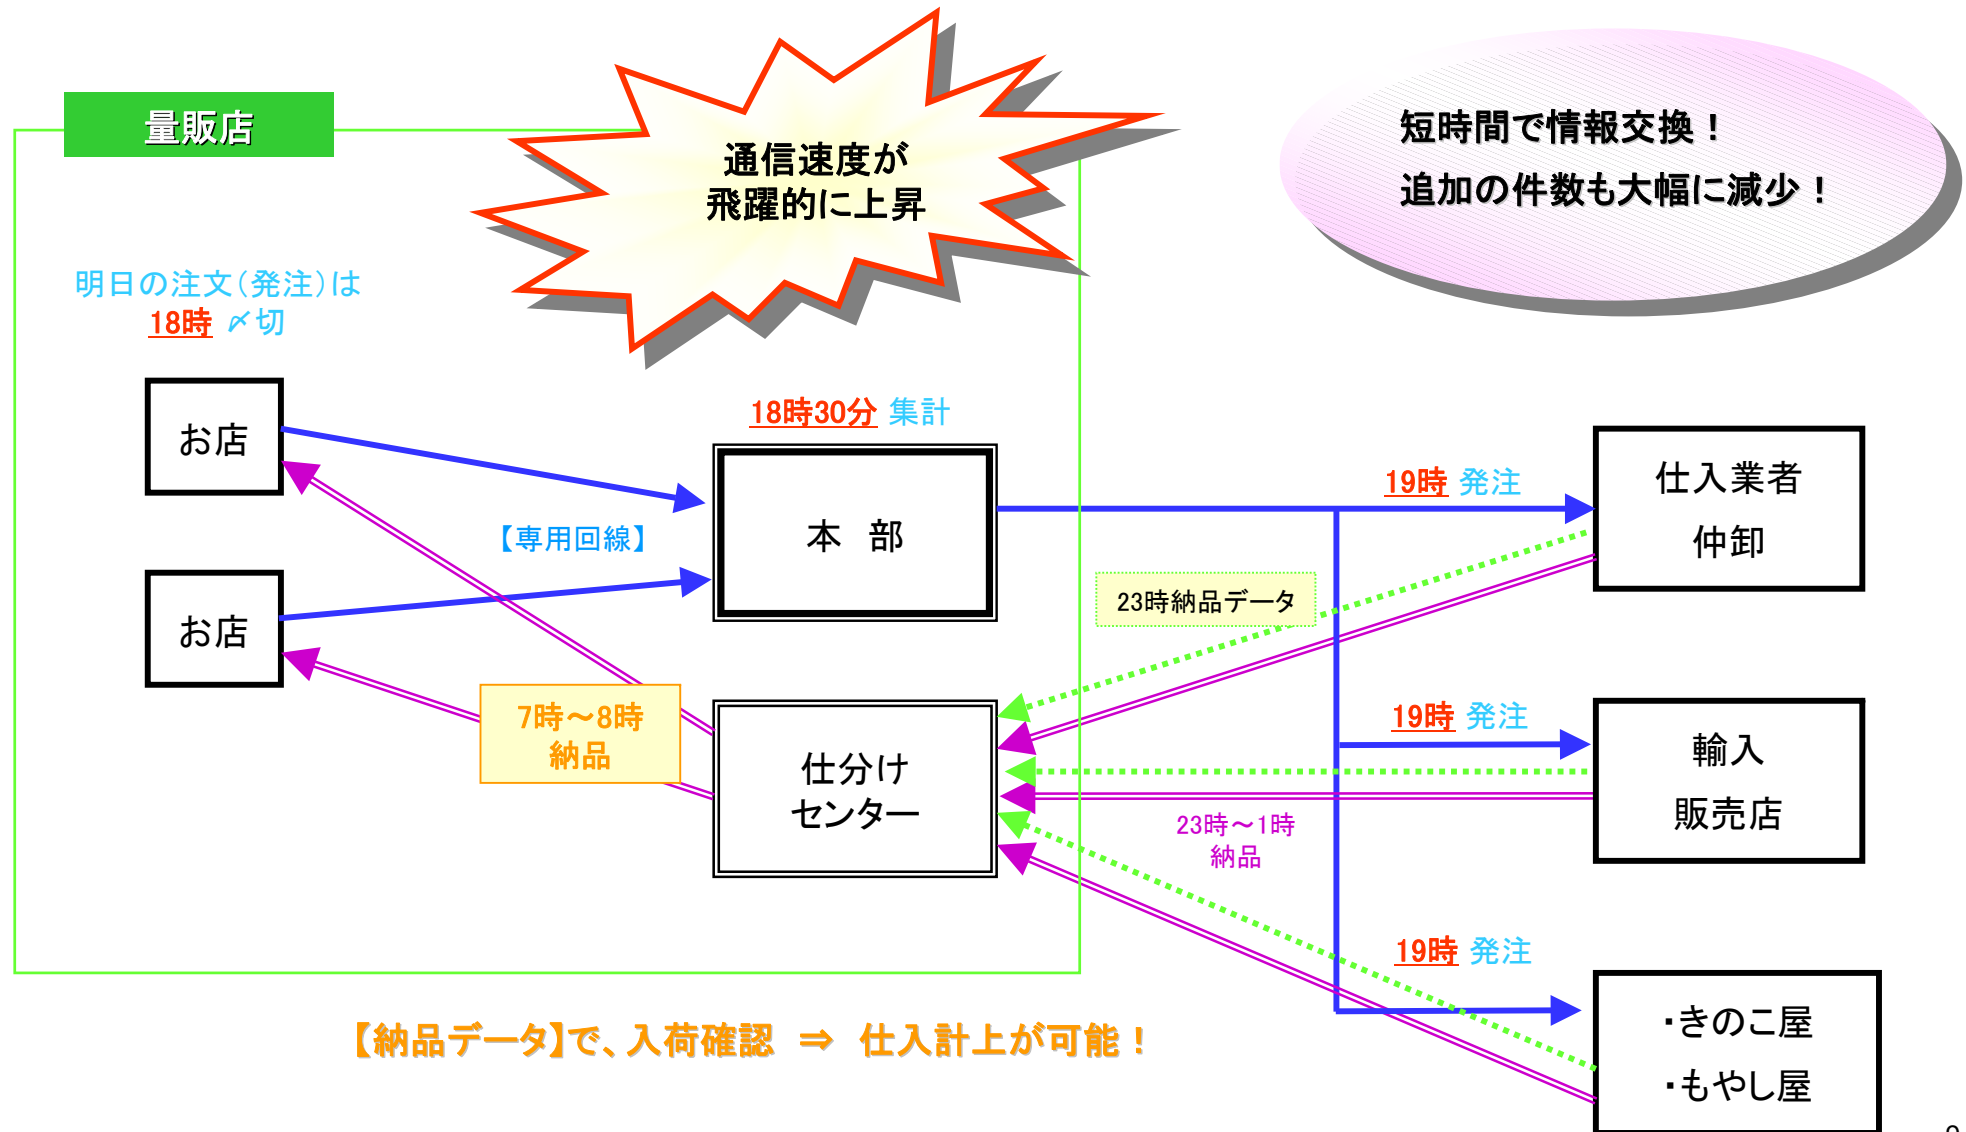 量販店
通信速度が
飛躍的に上昇
短時間で情報交換！
追加の件数も大幅に減少！
明日の注文（発注）は
18時 〆切
お店
18時30分 集計
本 部
【専用回線】
お店
19時 発注
仕入業者
仲卸
23時納品データ
7時～8時
納品
仕分け
センター
19時 発注
輸入
販売店
23時～1時
納品
19時 発注
・きのこ屋
・もやし屋
【納品データ】で、入荷確認 ⇒ 仕入計上が可能！